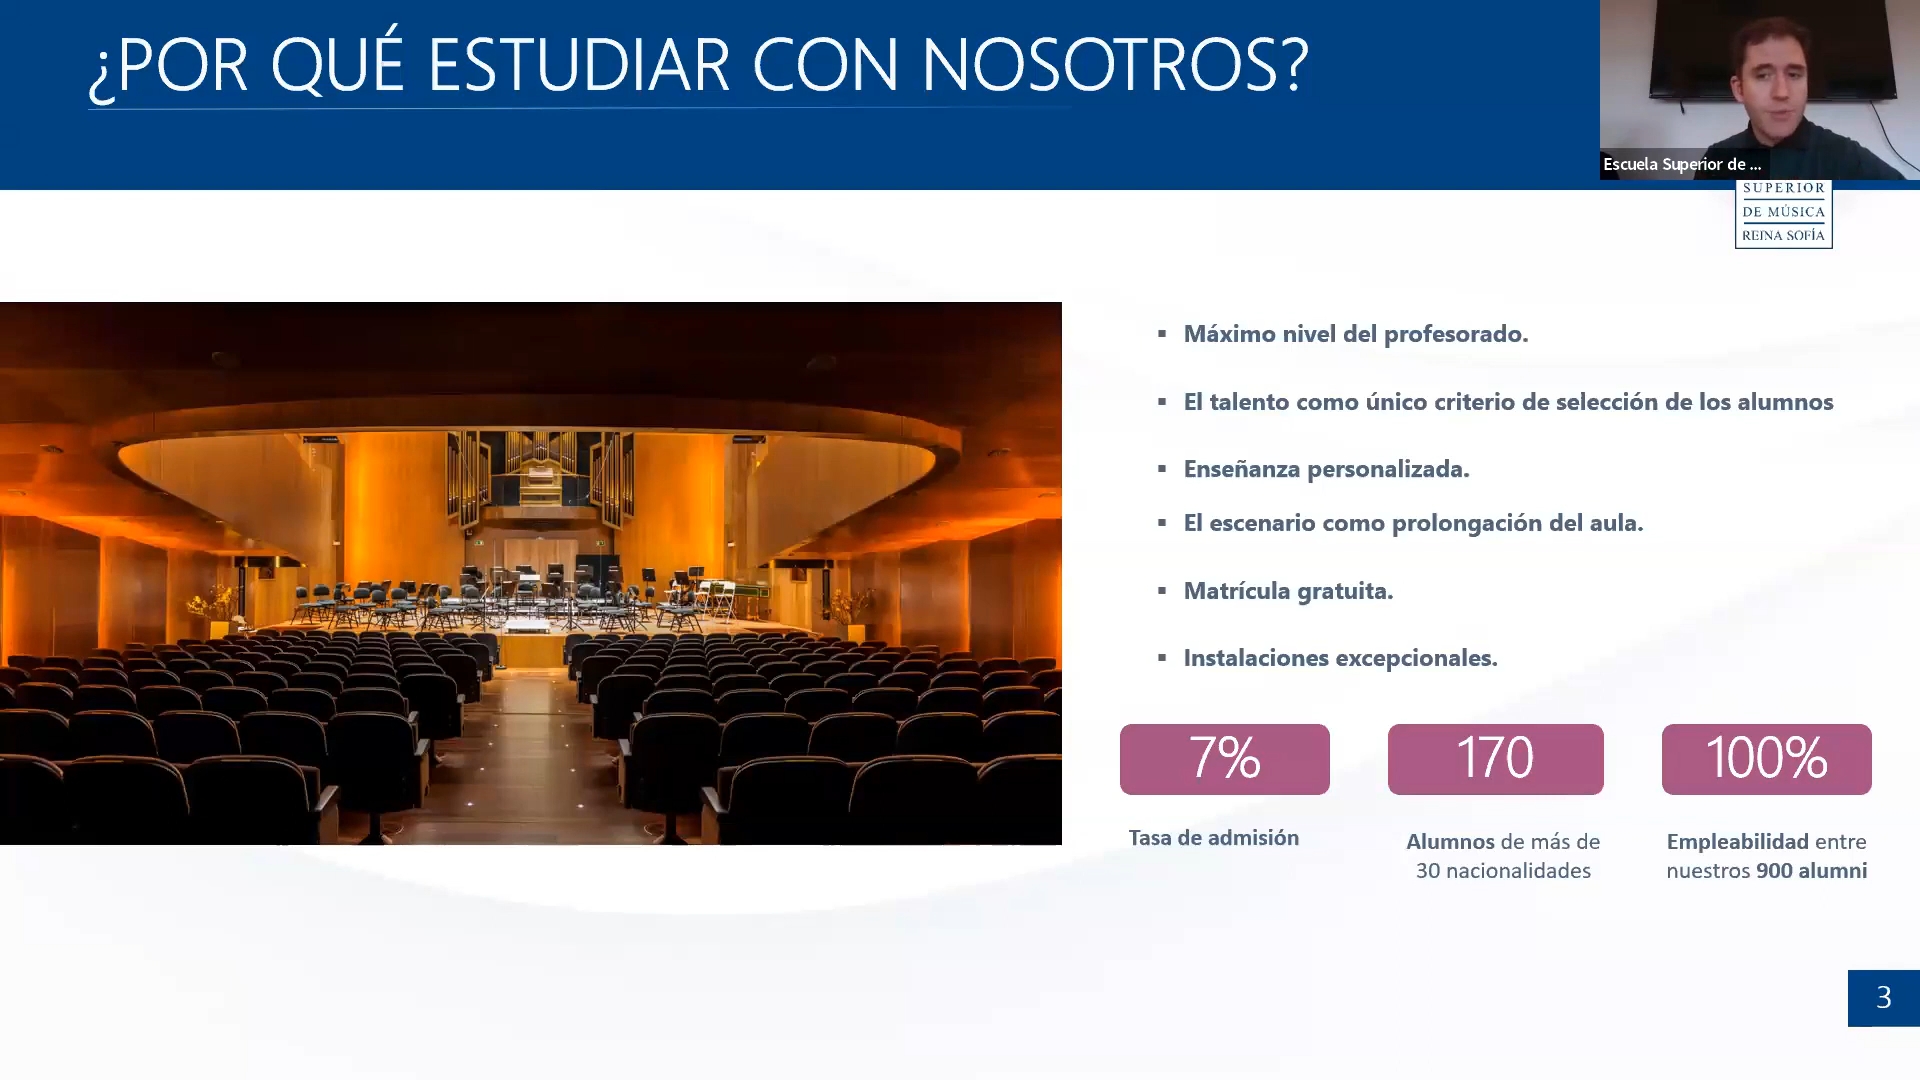 ¿POR QUÉ ESTUDIAR CON NOSOTROS?
Escuela Superior de ...
SUPERIOR
DE MÚSICA
REINA SOFÍA
▪ Máximo nivel del profesorado.
▪ El talento como único criterio de selección de los alumnos
▪ Enseñanza personalizada.
▪ El escenario como prolongación del aula.
▪ Matrícula gratuita.
▪ Instalaciones excepcionales.
7%
Tasa de admisión
170
Alumnos de más de
30 nacionalidades
100%
Empleabilidad entre
nuestros 900 alumni
3